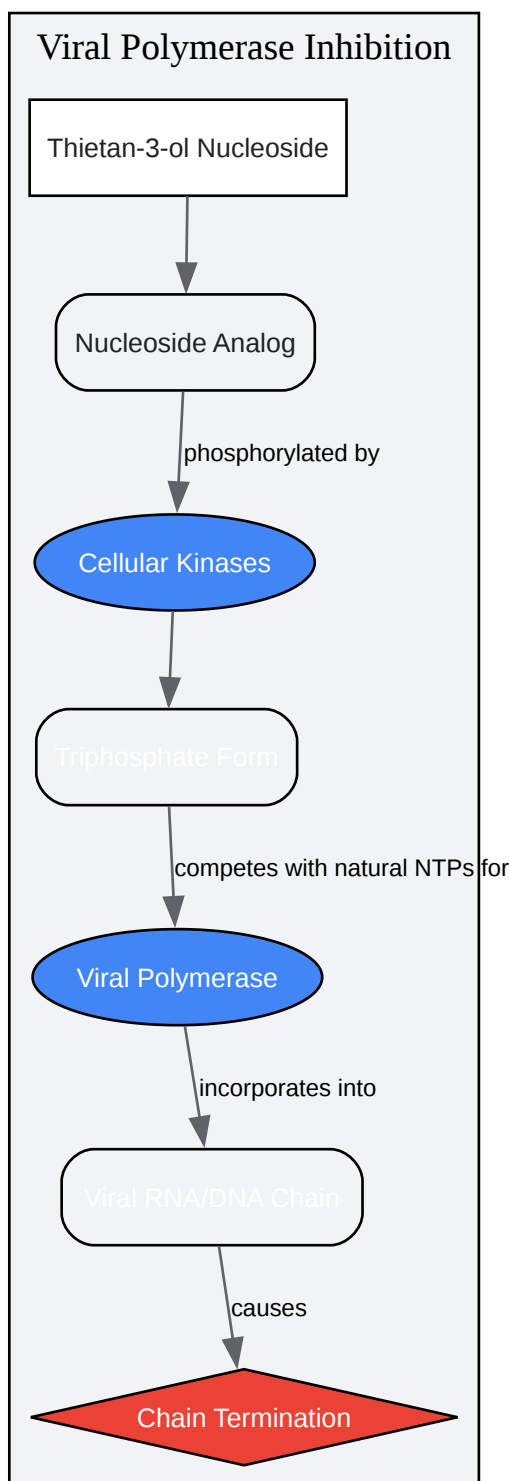 Viral Polymerase Inhibition
Thietan-3-ol Nucleoside
Nucleoside Analog
phosphorylated by
Cellular Kinases
Triphosphate Form
competes with natural NTPs for
Viral Polymerase
incorporates into
Viral RNA/DNA Chain
causes
Chain Termination